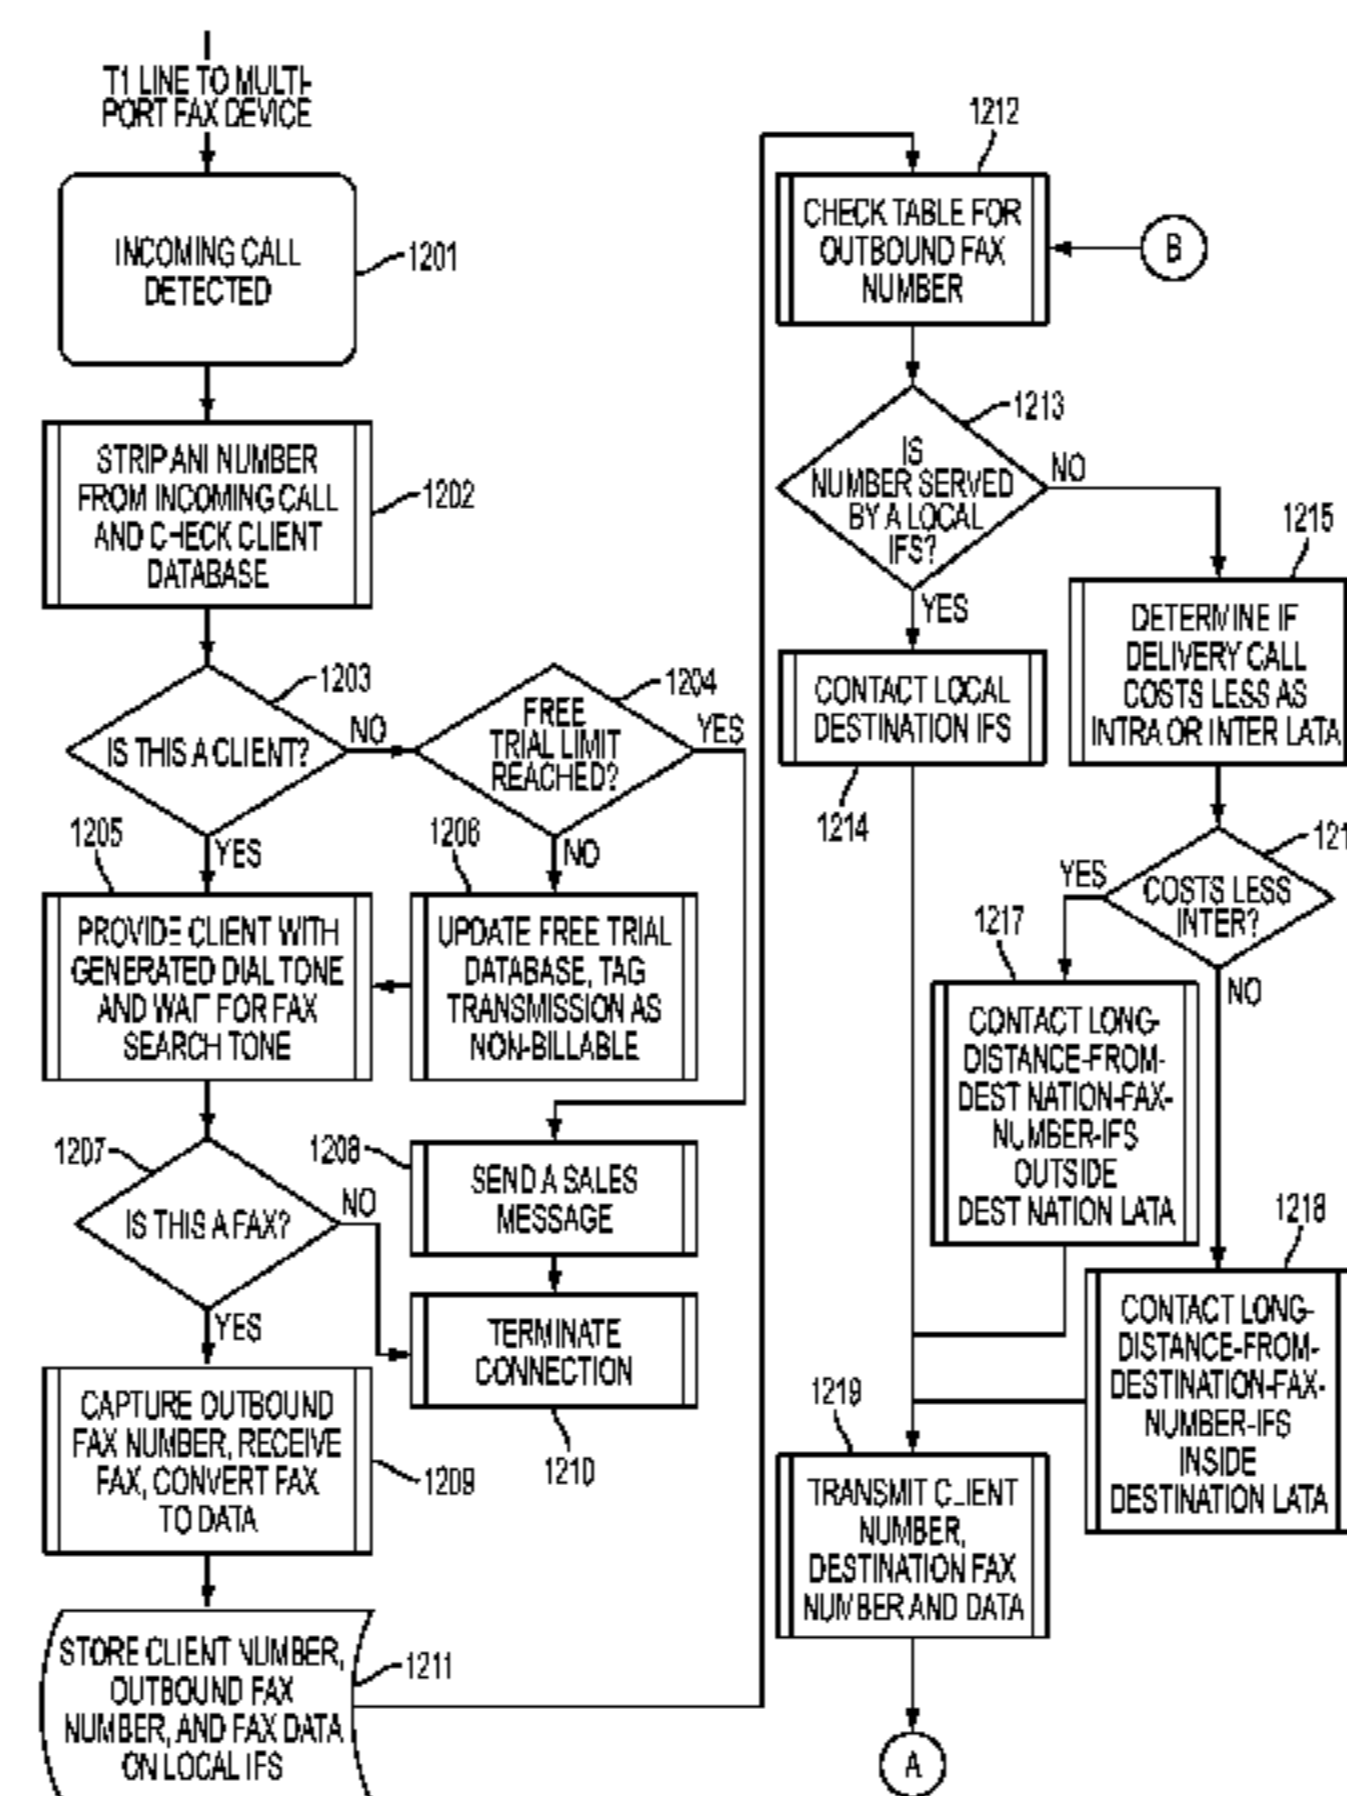 T1 LINE TO MULTI-
PORT FAX DEVICE
INCOMING CALL
DETECTED
1201
STRIP ANI NUMBER
FROM INCOMING CALL
AND CHECK CLIENT
DATABASE
1202
IS THIS A CLIENT?
1203
NO
YES
FREE
TRIAL LIMIT
REACHED?
1204
YES
NO
1205
PROVIDE CLIENT WITH
GENERATED DIAL TONE
AND WAIT FOR FAX
SEARCH TONE
1206
UPDATE FREE TRIAL
DATABASE, TAG
TRANSMISSION AS
NON-BILLABLE
1207
IS THIS A FAX?
NO
YES
1208
SEND A SALES
MESSAGE
TERMINATE
CONNECTION
1210
CAPTURE OUTBOUND
FAX NUMBER, RECEIVE
FAX, CONVERT FAX
TO DATA
1209
STORE CLIENT NUMBER,
OUTBOUND FAX
NUMBER, AND FAX DATA
ON LOCAL IFS
1211
1212
CHECK TABLE FOR
OUTBOUND FAX
NUMBER
B
1213
IS
NUMBER SERVED
BY A LOCAL
IFS?
NO
YES
CONTACT LOCAL
DESTINATION IFS
1214
1215
DETERMINE IF
DELIVERY CALL
COSTS LESS AS
INTRA OR INTER LATA
121
COSTS LESS
INTER?
YES
NO
1217
CONTACT LONG-
DISTANCE-FROM-
DESTINATION-FAX-
NUMBER-IFS
OUTSIDE
DESTINATION LATA
1218
CONTACT LONG-
DISTANCE-FROM-
DESTINATION-FAX-
NUMBER-IFS
INSIDE
DESTINATION LATA
1219
TRANSMIT CLIENT
NUMBER,
DESTINATION FAX
NUMBER AND DATA
A